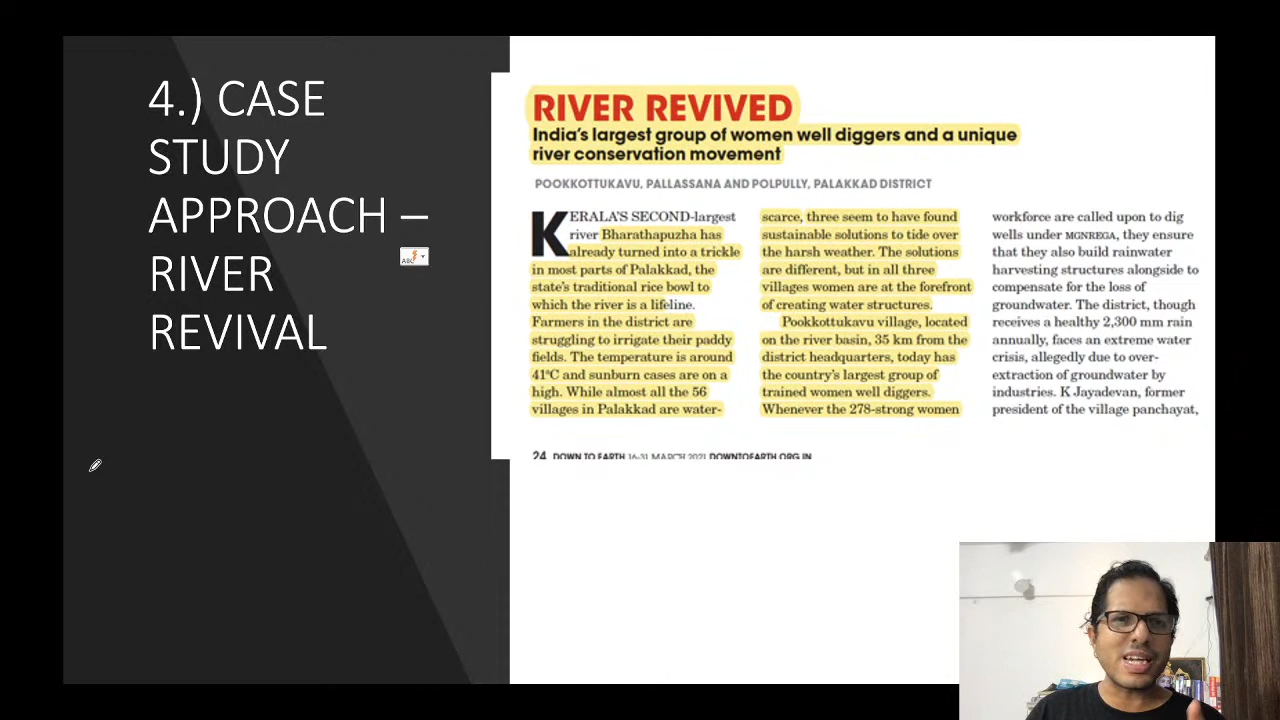 4.) CASE
STUDY
APPROACH –
RIVER
REVIVAL
ABC
RIVER REVIVED
India's largest group of women well diggers and a unique
river conservation movement
POOKKOTTUKAVU, PALLASSANA AND POLPULLY, PALAKKAD DISTRICT
KERALA'S SECOND-largest
river Bharathapuzha has
already turned into a trickle
in most parts of Palakkad, the
state's traditional rice bowl to
which the river is a lifeline.
Farmers in the district are
struggling to irrigate their paddy
fields. The temperature is around
41°C and sunburn cases are on a
high. While almost all the 56
villages in Palakkad are water-
scarce, three seem to have found
sustainable solutions to tide over
the harsh weather. The solutions
are different, but in all three
villages women are at the forefront
of creating water structures.
Pookkottukavu village, located
on the river basin, 35 km from the
district headquarters, today has
the country's largest group of
trained women well diggers.
Whenever the 278-strong women
workforce are called upon to dig
wells under MGNREGA, they ensure
that they also build rainwater
harvesting structures alongside to
compensate for the loss of
groundwater. The district, though
receives a healthy 2,300 mm rain
annually, faces an extreme water
crisis, allegedly due to over-
extraction of groundwater by
industries. K Jayadevan, former
president of the village panchayat,
24 DOWN TO EARTH 16-31 MARCH 2021 DOWNTOEARTH.ORG.IN